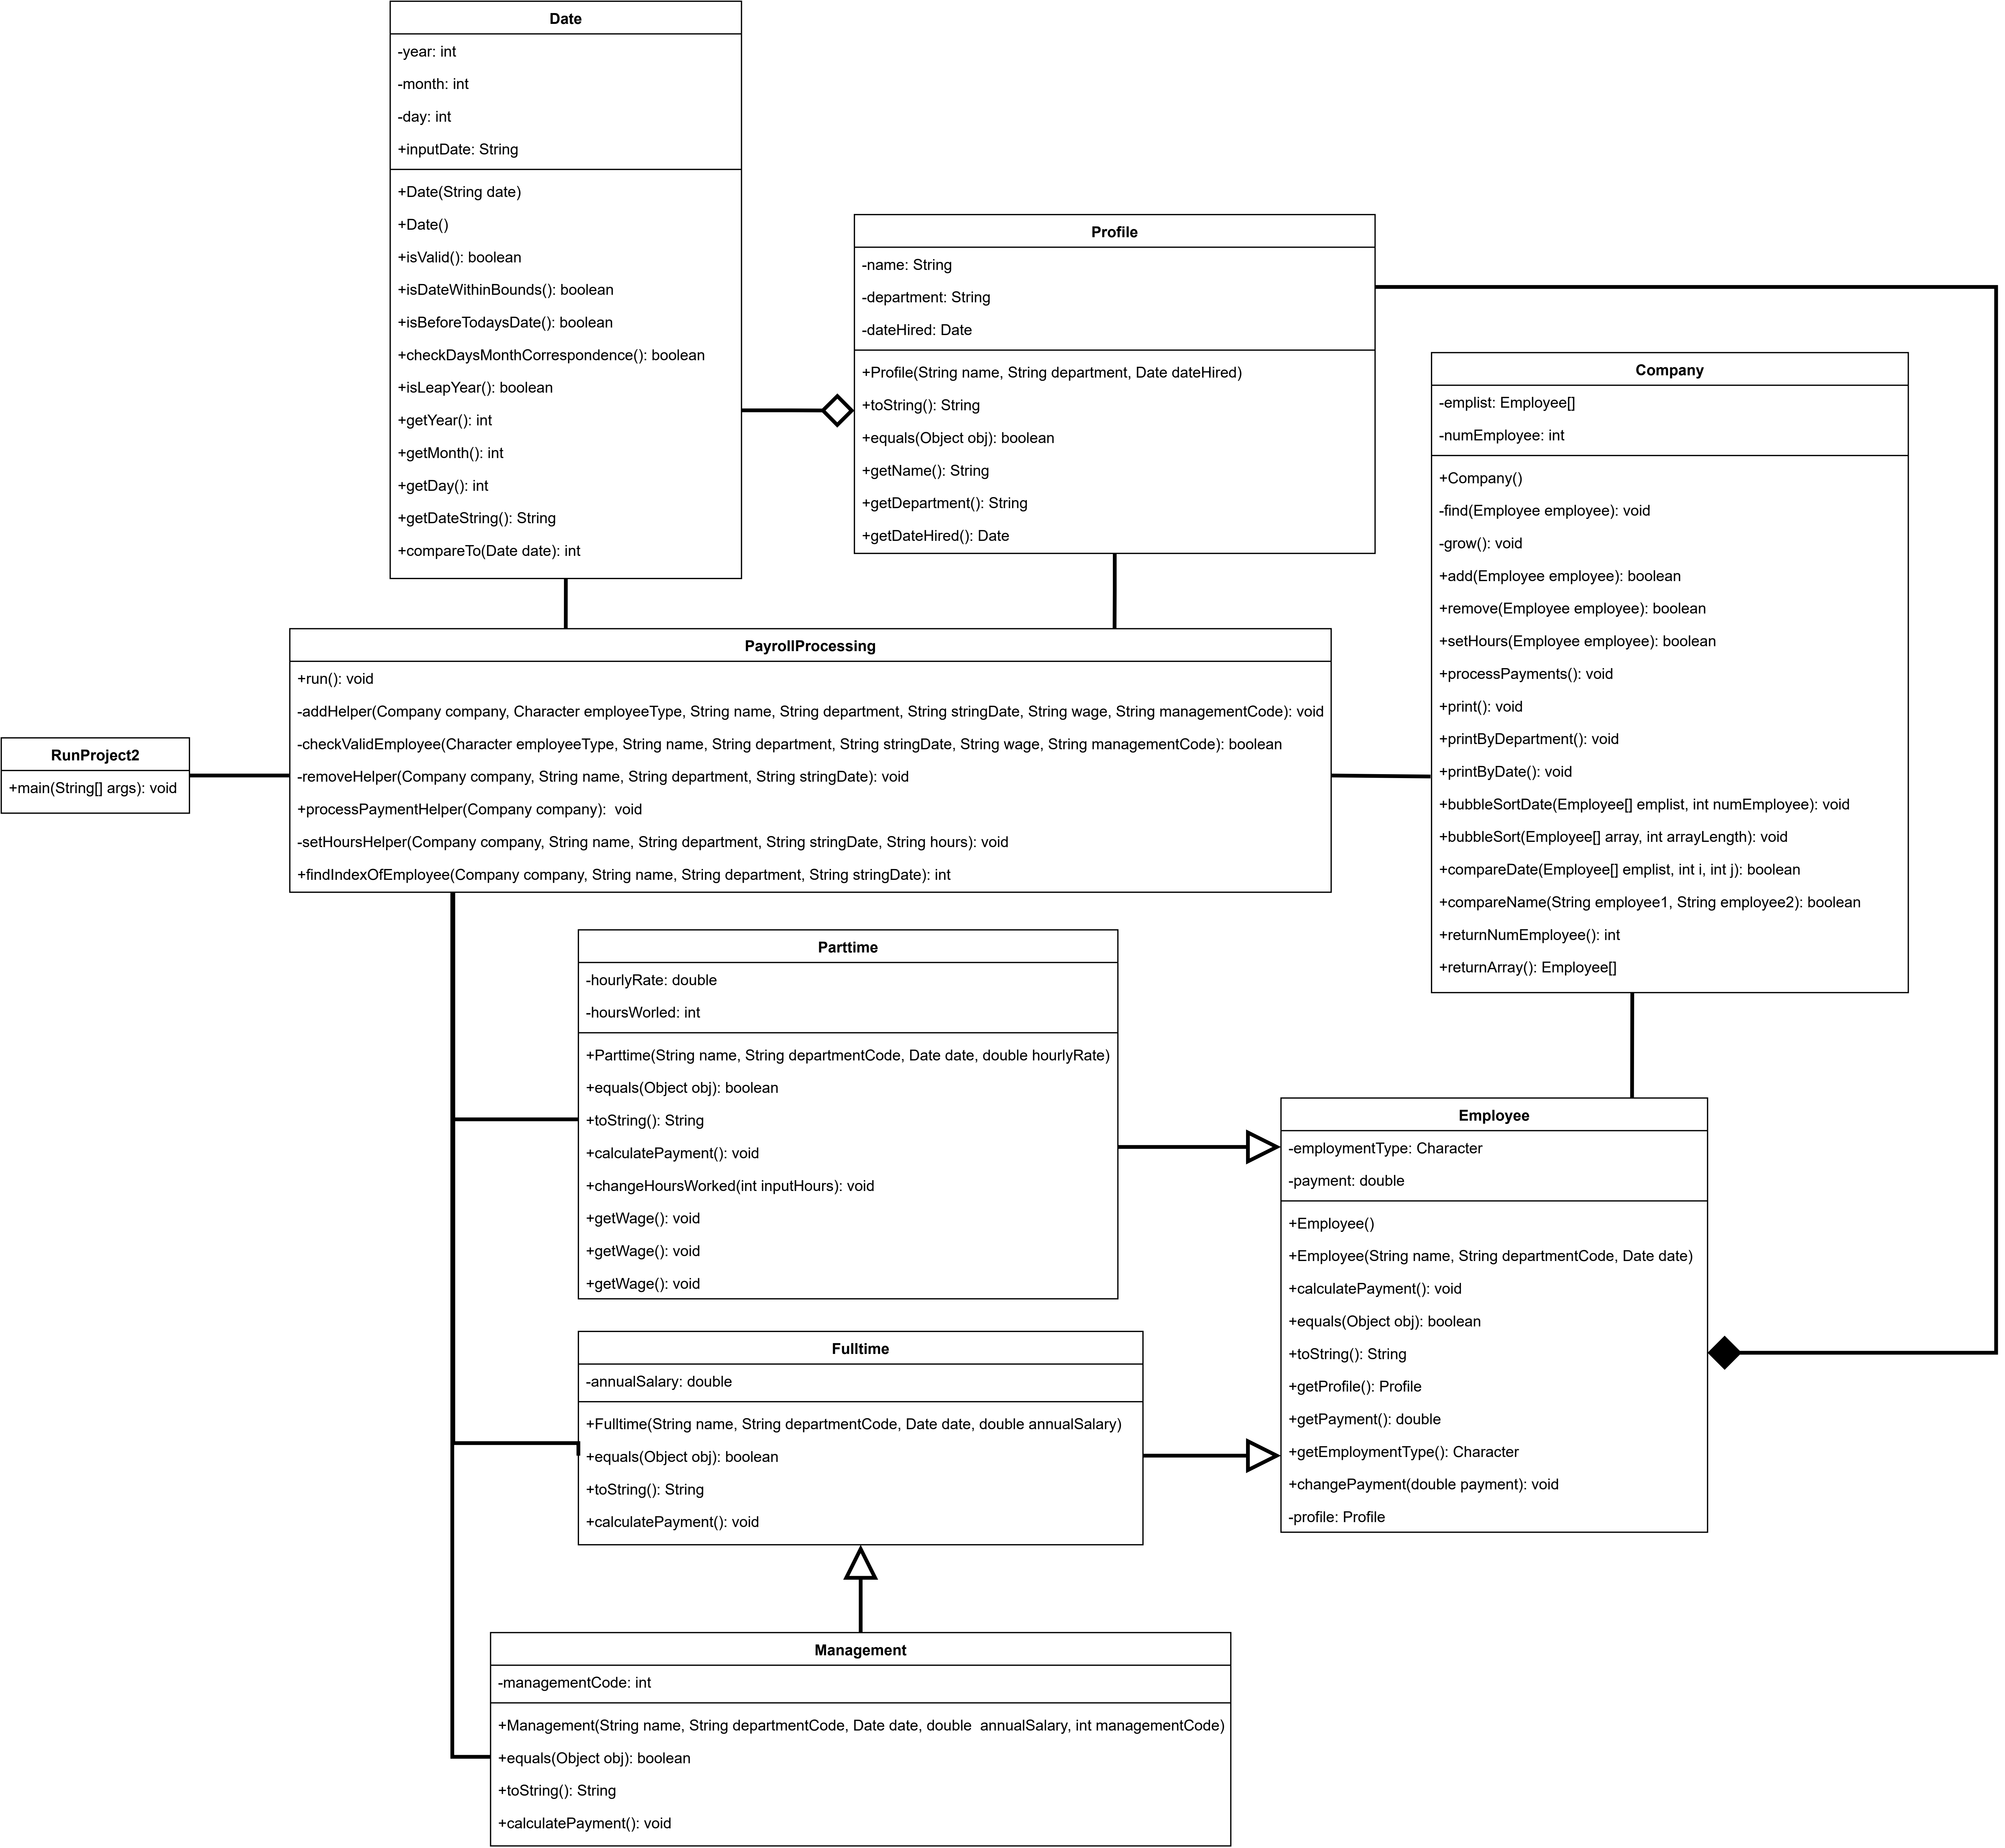 Date
-year: int
-month: int
-day: int
+inputDate: String
+Date(String date)
+Date()
+isValid(): boolean
+isDateWithinBounds(): boolean
+isBeforeTodaysDate(): boolean
+checkDaysMonthCorrespondence(): boolean
+isLeapYear(): boolean
+getYear(): int
+getMonth(): int
+getDay(): int
+getDateString(): String
+compareTo(Date date): int
Profile
-name: String
-department: String
-dateHired: Date
+Profile(String name, String department, Date dateHired)
+toString(): String
+equals(Object obj): boolean
+getName(): String
+getDepartment(): String
+getDateHired(): Date
Company
-emplist: Employee[]
-numEmployee: int
+Company()
-find(Employee employee): void
-grow(): void
+add(Employee employee): boolean
+remove(Employee employee): boolean
+setHours(Employee employee): boolean
+processPayments(): void
+print(): void
+printByDepartment(): void
+printByDate(): void
+bubbleSortDate(Employee[] emplist, int numEmployee): void
+bubbleSort(Employee[] array, int arrayLength): void
+compareDate(Employee[] emplist, int i, int j): boolean
+compareName(String employee1, String employee2): boolean
+returnNumEmployee(): int
+returnArray(): Employee[]
PayrollProcessing
+run(): void
-addHelper(Company company, Character employeeType, String name, String department, String stringDate, String wage, String managementCode): void
-checkValidEmployee(Character employeeType, String name, String department, String stringDate, String wage, String managementCode): boolean
-removeHelper(Company company, String name, String department, String stringDate): void
+processPaymentHelper(Company company):  void
-setHoursHelper(Company company, String name, String department, String stringDate, String hours): void
+findIndexOfEmployee(Company company, String name, String department, String stringDate): int
RunProject2
+main(String[] args): void
Parttime
-hourlyRate: double
-hoursWorled: int
+Parttime(String name, String departmentCode, Date date, double hourlyRate)
+equals(Object obj): boolean
+toString(): String
+calculatePayment(): void
+changeHoursWorked(int inputHours): void
+getWage(): void
+getWage(): void
+getWage(): void
Employee
-employmentType: Character
-payment: double
+Employee()
+Employee(String name, String departmentCode, Date date)
+calculatePayment(): void
+equals(Object obj): boolean
+toString(): String
+getProfile(): Profile
+getPayment(): double
+getEmploymentType(): Character
+changePayment(double payment): void
-profile: Profile
Fulltime
-annualSalary: double
+Fulltime(String name, String departmentCode, Date date, double annualSalary)
+equals(Object obj): boolean
+toString(): String
+calculatePayment(): void
Management
-managementCode: int
+Management(String name, String departmentCode, Date date, double  annualSalary, int managementCode)
+equals(Object obj): boolean
+toString(): String
+calculatePayment(): void